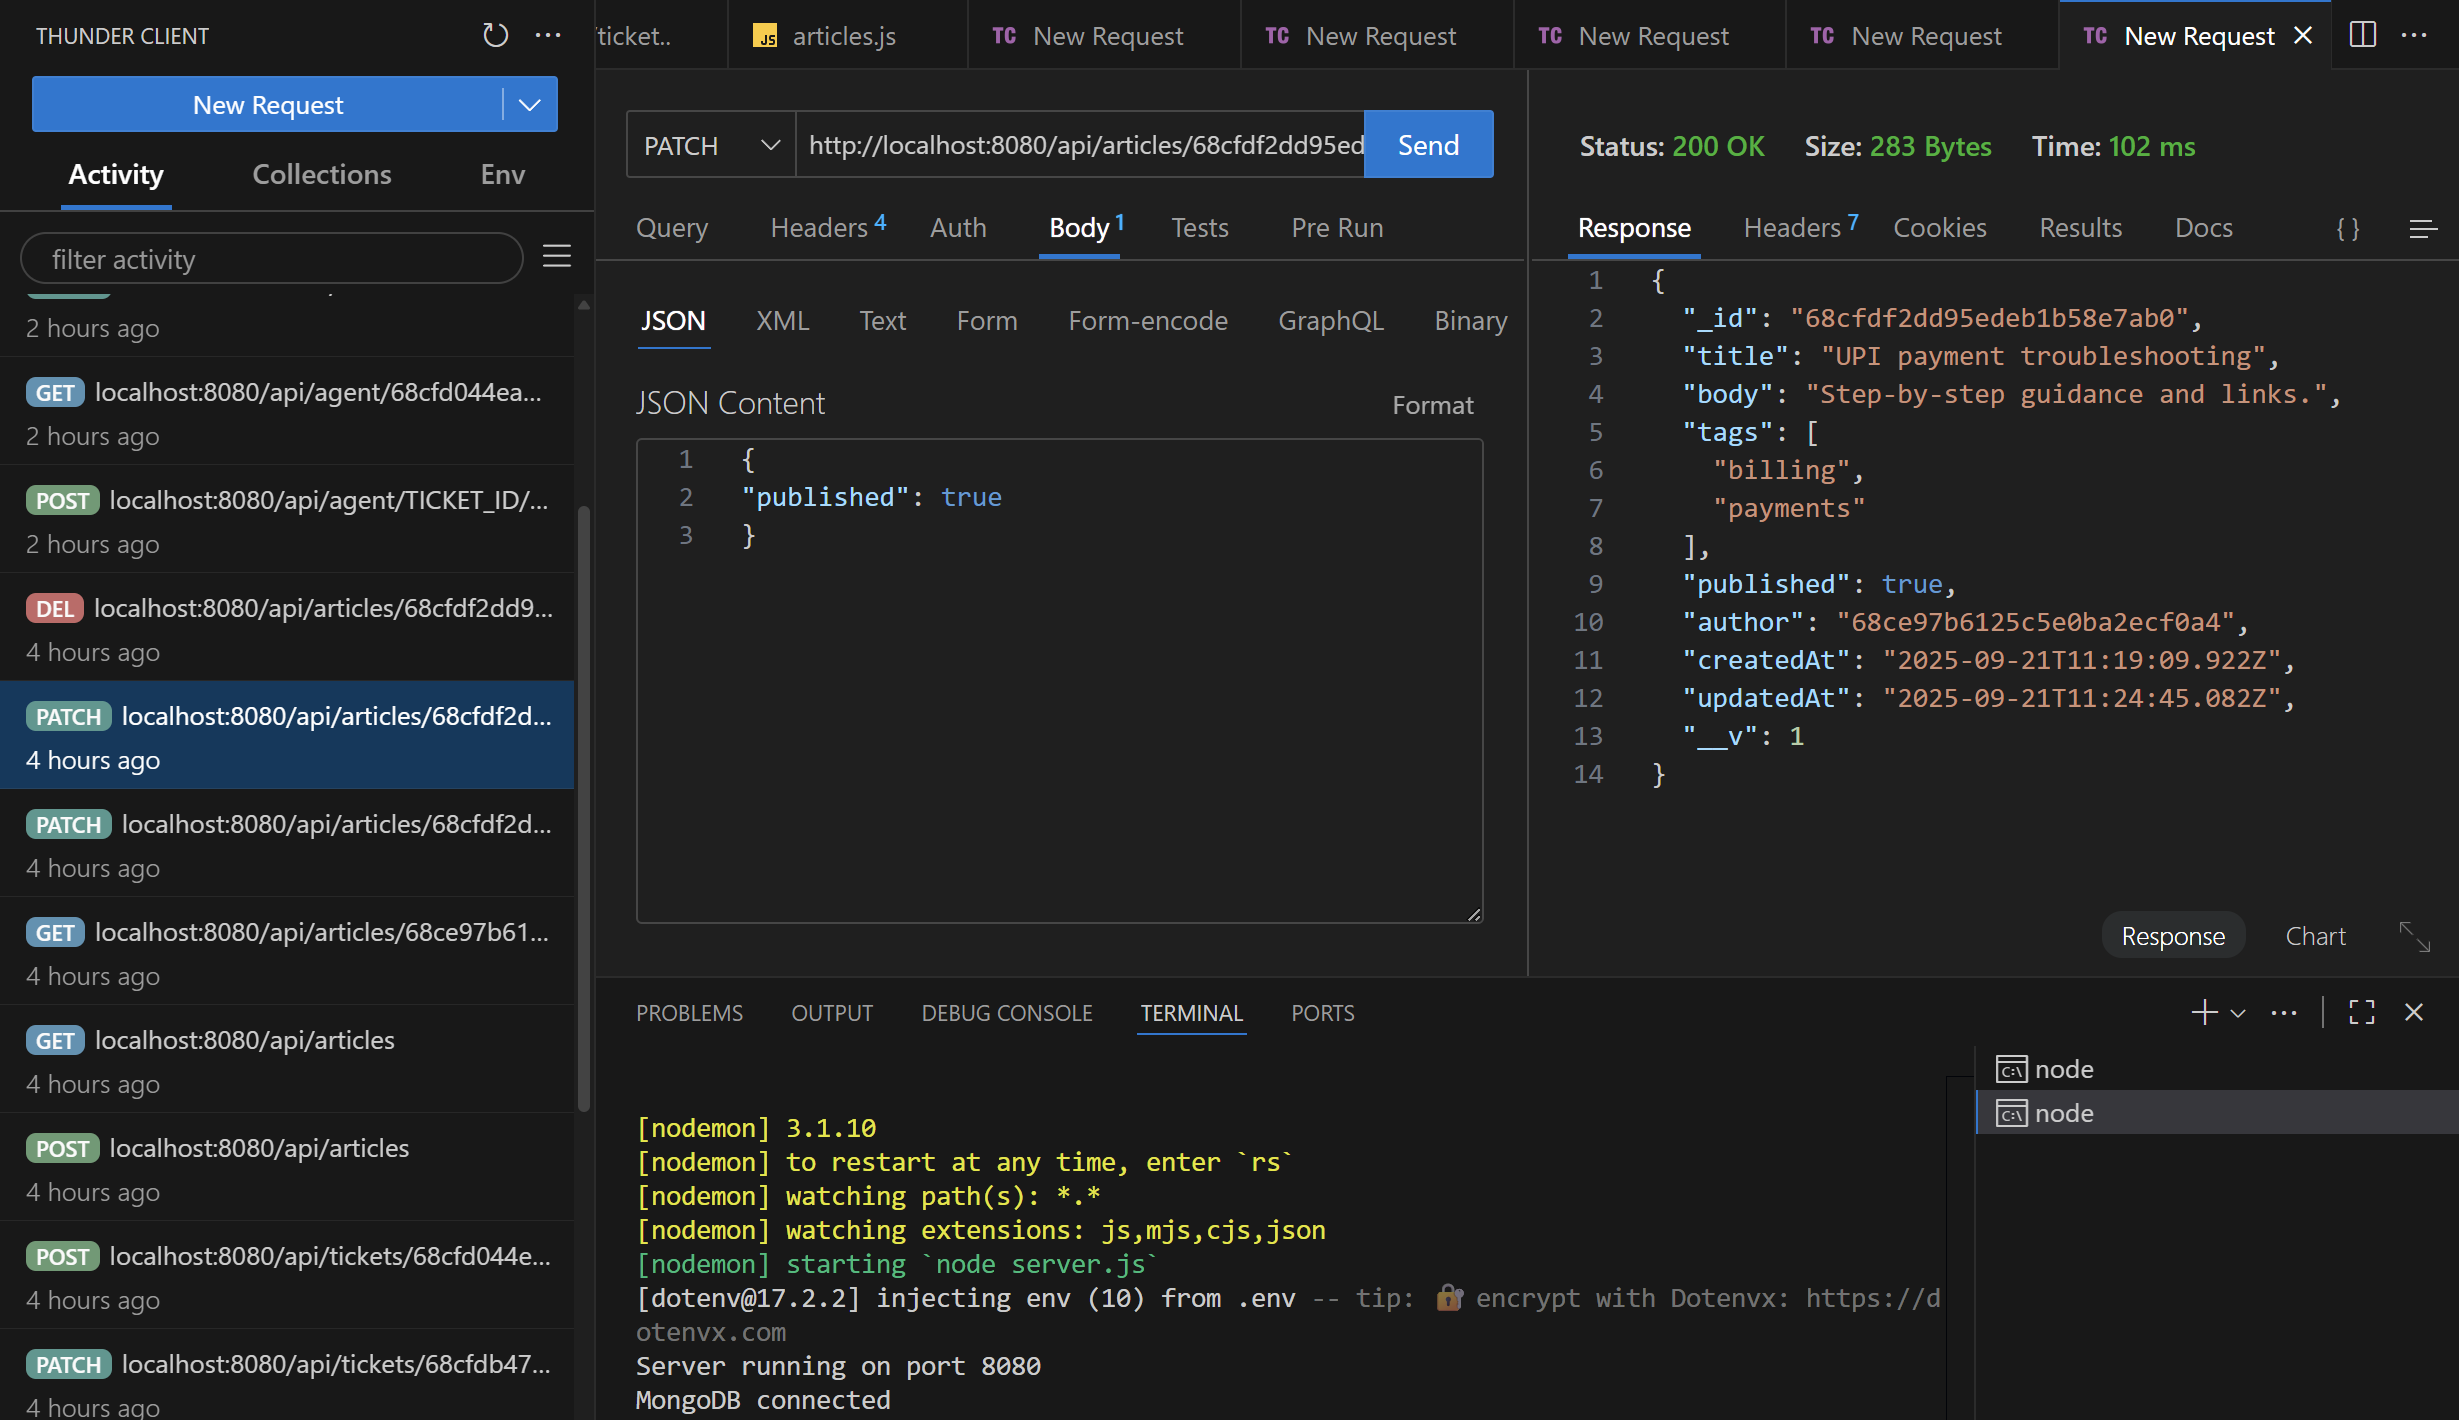 THUNDER CLIENT
New Request
Activity Collections Env
filter activity
2 hours ago
GET localhost:8080/api/agent/68cfd044ea...
2 hours ago
POST localhost:8080/api/agent/TICKET_ID/...
2 hours ago
DEL localhost:8080/api/articles/68cfdf2dd9...
4 hours ago
PATCH localhost:8080/api/articles/68cfdf2d...
4 hours ago
PATCH localhost:8080/api/articles/68cfdf2d...
4 hours ago
GET localhost:8080/api/articles/68ce97b61...
4 hours ago
GET localhost:8080/api/articles
4 hours ago
POST localhost:8080/api/articles
4 hours ago
POST localhost:8080/api/tickets/68cfd044e...
4 hours ago
PATCH localhost:8080/api/tickets/68cfdb47...
4 hours ago
ticket.. JS articles.js TC New Request TC New Request TC New Request TC New Request TC New Request
PATCH http://localhost:8080/api/articles/68cfdf2dd95ed Send
Query Headers 4 Auth Body 1 Tests Pre Run
JSON XML Text Form Form-encode GraphQL Binary
JSON Content Format
1 {
2 "published": true
3 }
Status: 200 OK Size: 283 Bytes Time: 102 ms
Response Headers 7 Cookies Results Docs {}
1 {
2 "_id": "68cfdf2dd95edeb1b58e7ab0",
3 "title": "UPI payment troubleshooting",
4 "body": "Step-by-step guidance and links.",
5 "tags": [
6 "billing",
7 "payments"
8 ],
9 "published": true,
10 "author": "68ce97b6125c5e0ba2ecf0a4",
11 "createdAt": "2025-09-21T11:19:09.922Z",
12 "updatedAt": "2025-09-21T11:24:45.082Z",
13 "__v": 1
14 }
Response Chart
PROBLEMS OUTPUT DEBUG CONSOLE TERMINAL PORTS
[nodemon] 3.1.10
[nodemon] to restart at any time, enter `rs`
[nodemon] watching path(s): *.*
[nodemon] watching extensions: js,mjs,cjs,json
[nodemon] starting `node server.js`
[dotenv@17.2.2] injecting env (10) from .env -- tip: 🔐 encrypt with Dotenvx: https://d
otenvx.com
Server running on port 8080
MongoDB connected
node
node